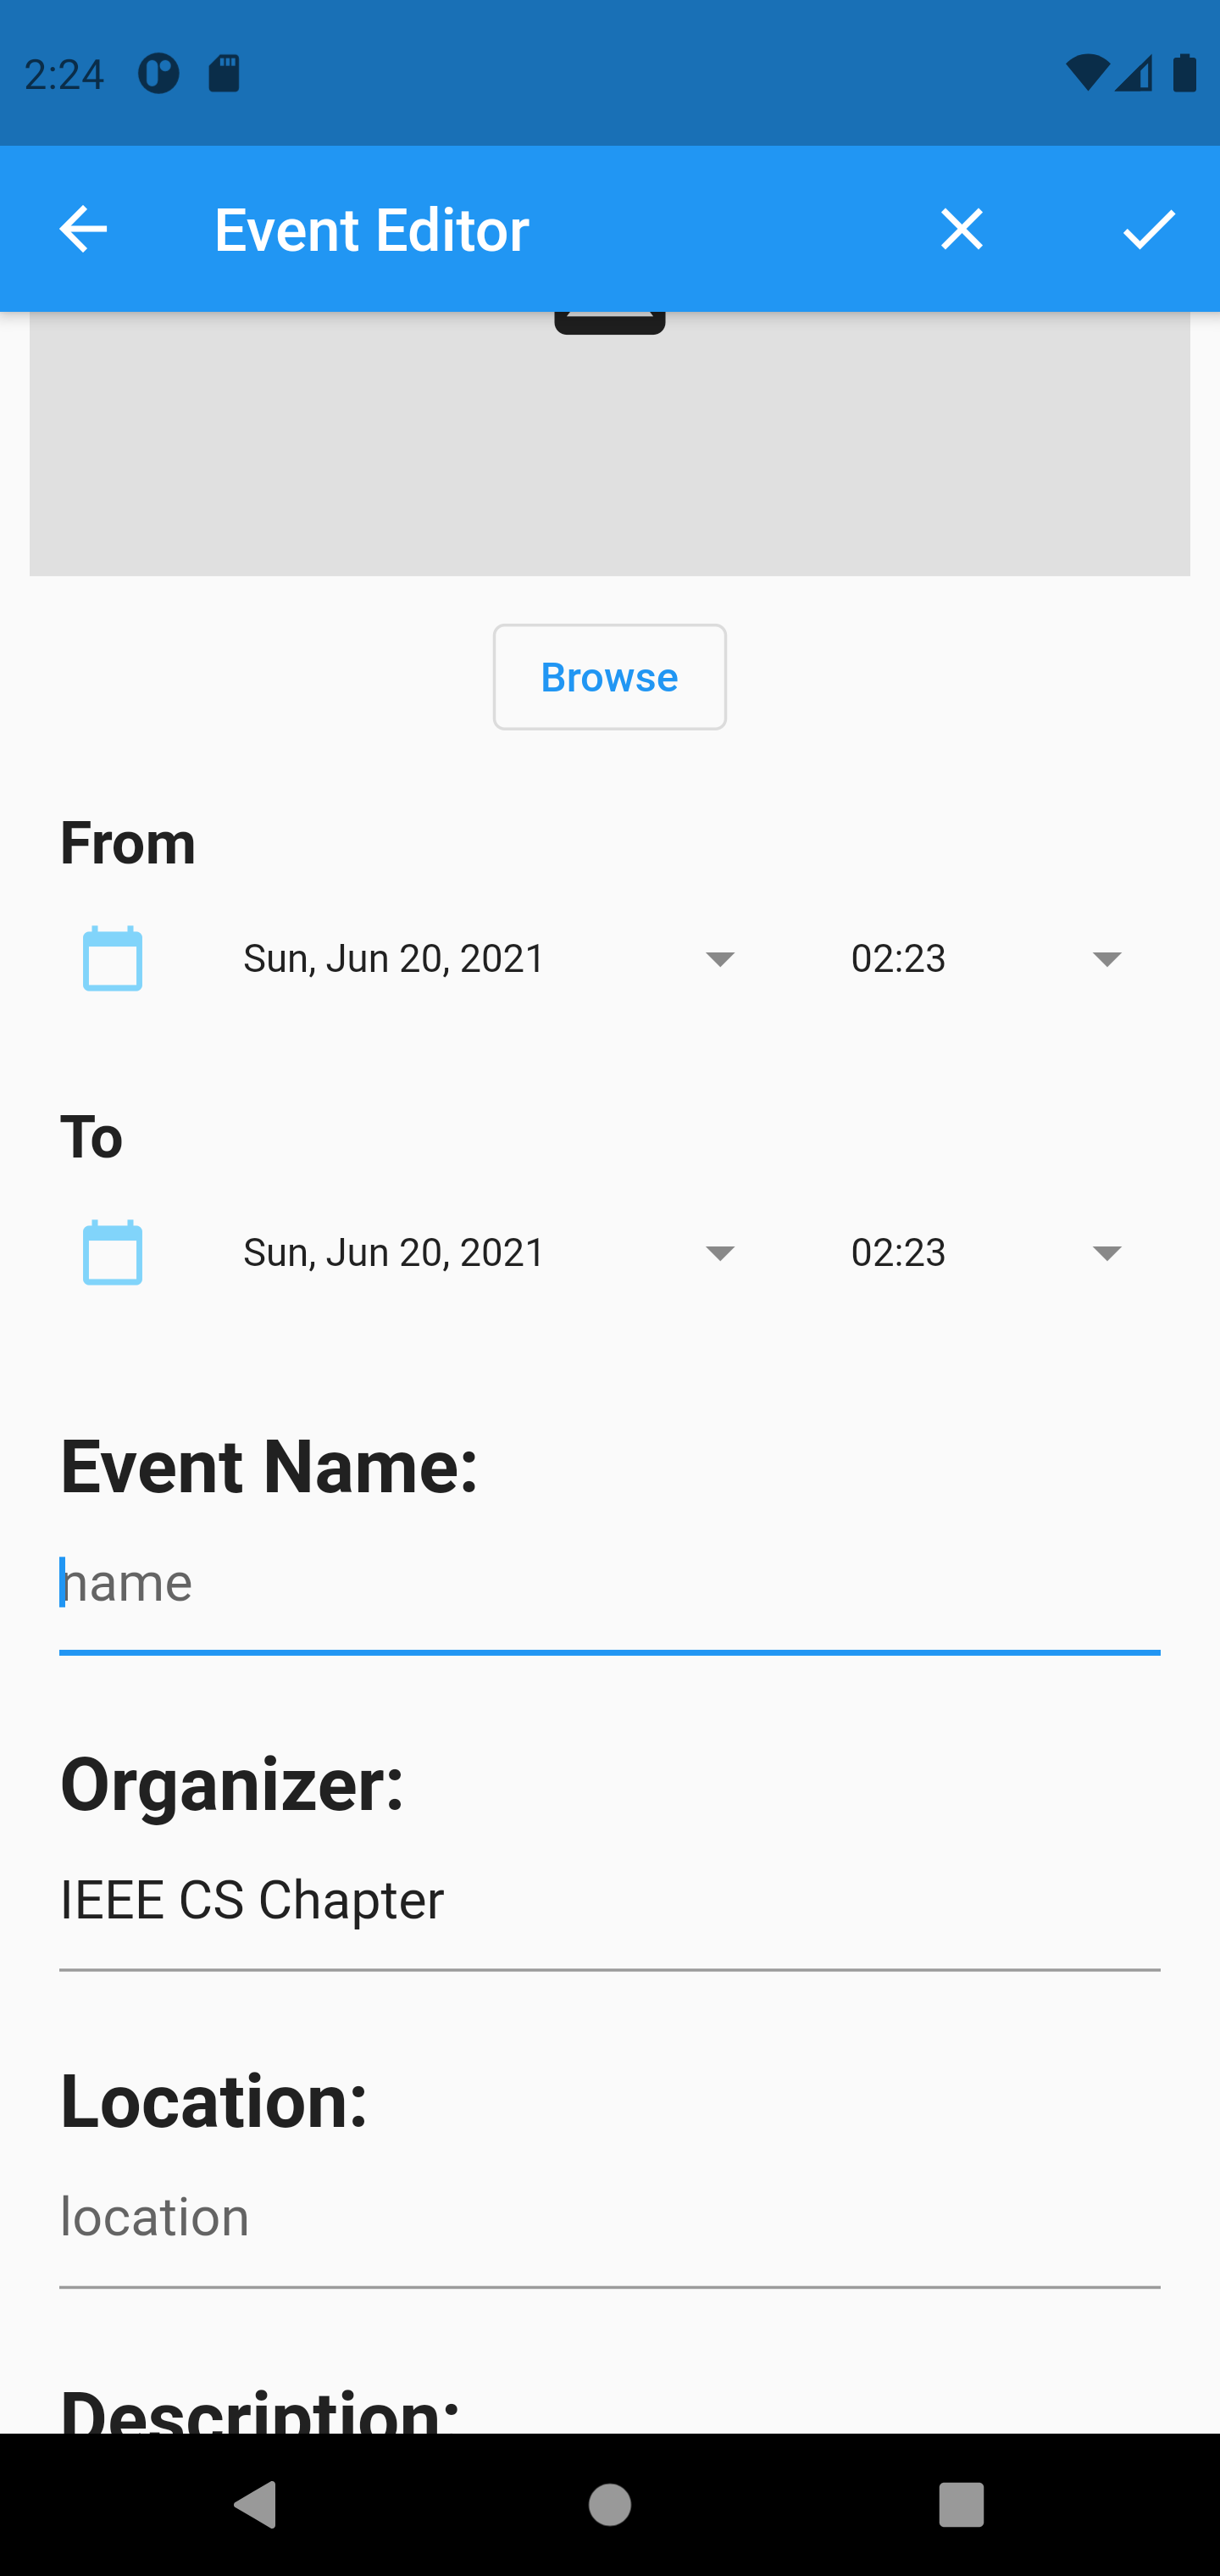 2:24
Event Editor
Browse
From
Sun, Jun 20, 2021 02:23
To
Sun, Jun 20, 2021 02:23
Event Name:
name
Organizer:
IEEE CS Chapter
Location:
location
Description: